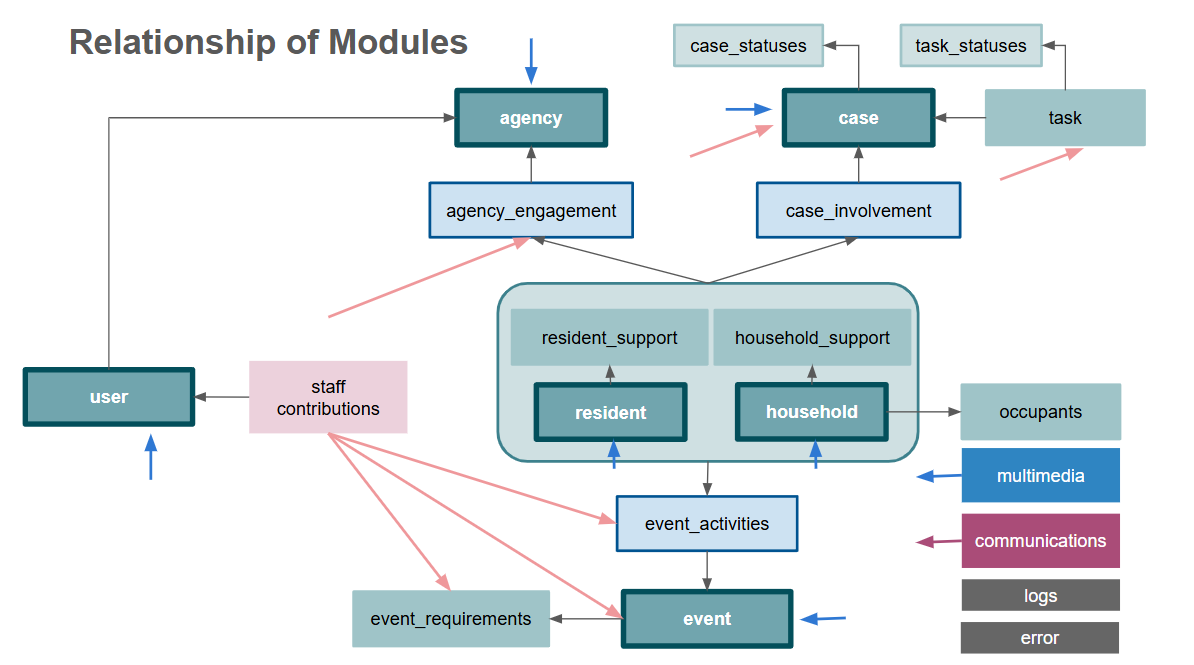 Relationship of Modules
case_statuses
task_statuses
agency
case
task
agency_engagement
case_involvement
resident_support
household_support
user
staff
contributions
resident
household
occupants
multimedia
event_activities
communications
logs
event_requirements
event
error